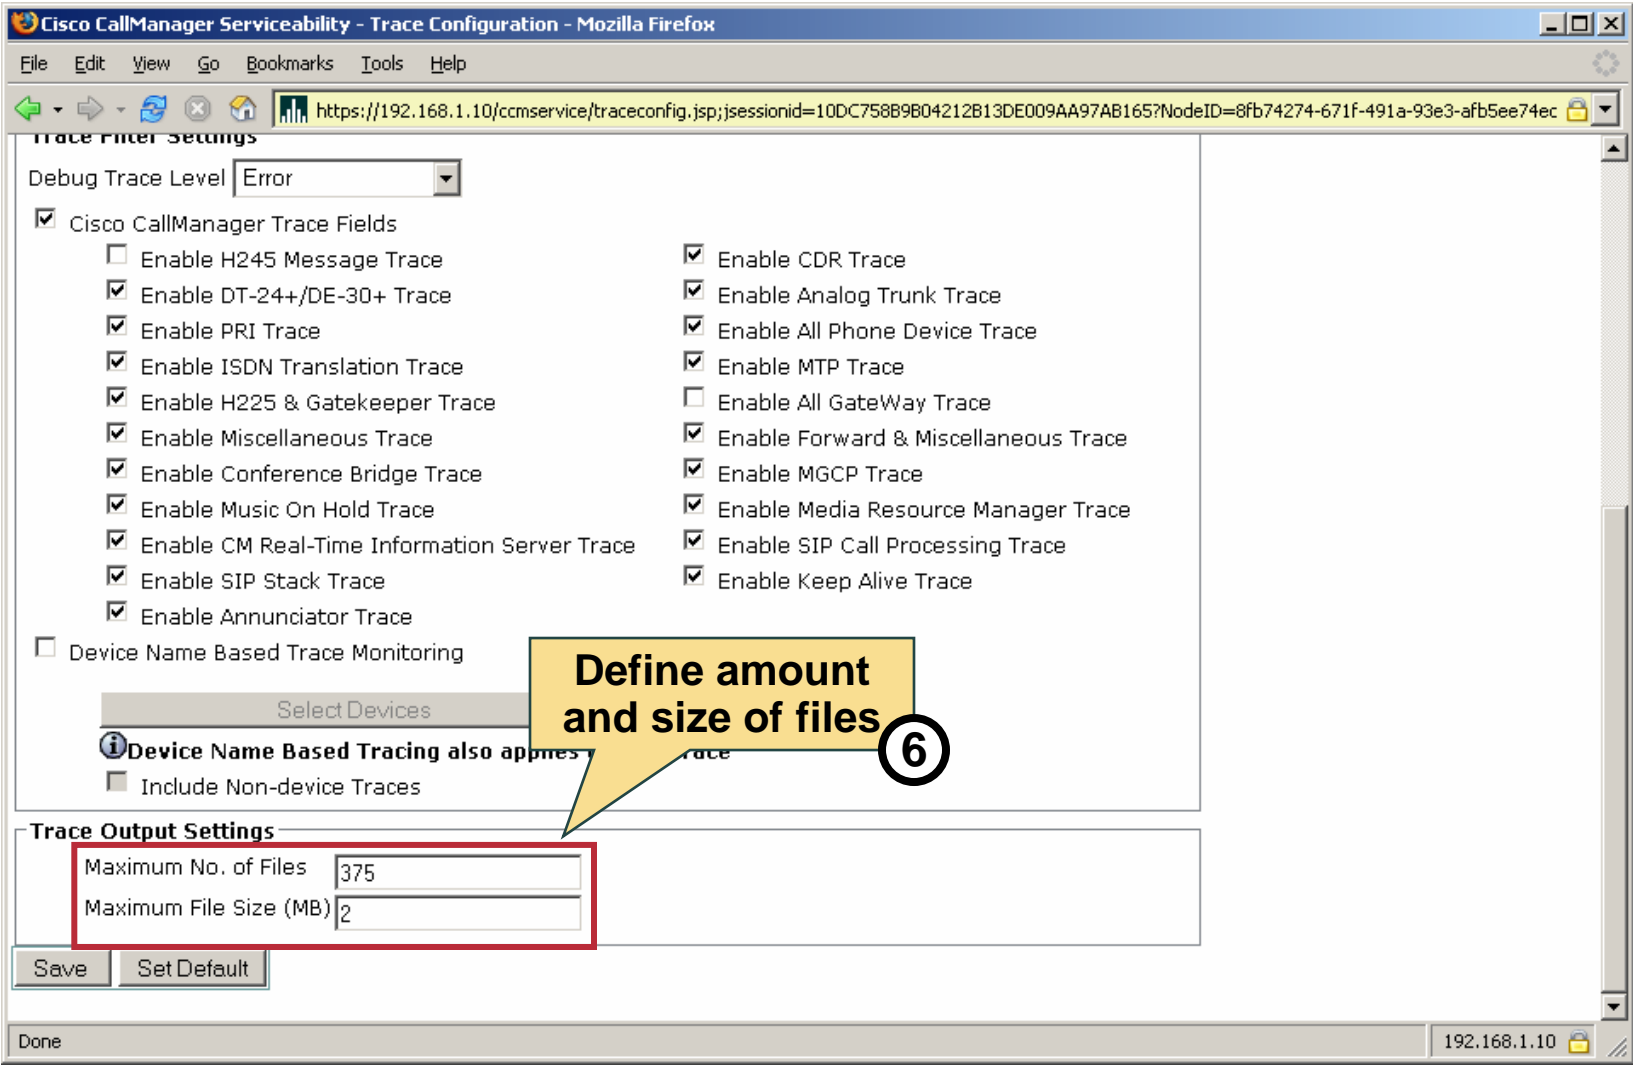 Cisco CallManager Serviceability - Trace Configuration - Mozilla Firefox
File Edit View Go Bookmarks Tools Help
https://192.168.1.10/ccmservice/traceconfig.jsp;jsessionid=10DC758B9B04212B13DE009AA97AB165?NodeID=8fb74274-671f-491a-93e3-afb5ee74ec
Trace Filter Settings
Debug Trace Level Error
Cisco CallManager Trace Fields
Enable H245 Message Trace Enable CDR Trace
Enable DT-24+/DE-30+ Trace Enable Analog Trunk Trace
Enable PRI Trace Enable All Phone Device Trace
Enable ISDN Translation Trace Enable MTP Trace
Enable H225 & Gatekeeper Trace Enable All GateWay Trace
Enable Miscellaneous Trace Enable Forward & Miscellaneous Trace
Enable Conference Bridge Trace Enable MGCP Trace
Enable Music On Hold Trace Enable Media Resource Manager Trace
Enable CM Real-Time Information Server Trace Enable SIP Call Processing Trace
Enable SIP Stack Trace Enable Keep Alive Trace
Enable Annunciator Trace
Device Name Based Trace Monitoring
Define amount
and size of files
6
Select Devices
Device Name Based Tracing also applies
Include Non-device Traces
Trace Output Settings
Maximum No. of Files 375
Maximum File Size (MB) 2
Save Set Default
Done 192.168.1.10